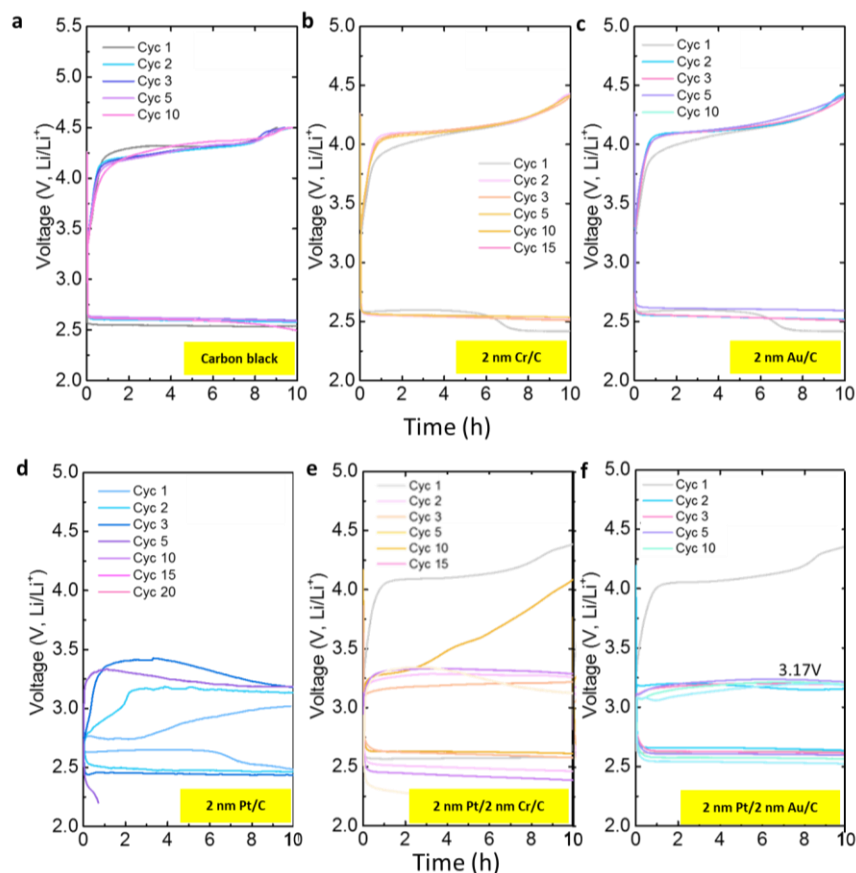 a
5.5
5.0
4.5
4.0
3.5
3.0
2.5
2.0
Voltage (V, Li/Li⁺)
Cyc 1
Cyc 2
Cyc 3
Cyc 5
Cyc 10
Carbon black
0 2 4 6 8 10
b
5.0
4.5
4.0
3.5
3.0
2.5
2.0
Voltage (V, Li/Li⁺)
Cyc 1
Cyc 2
Cyc 3
Cyc 5
Cyc 10
Cyc 15
2 nm Cr/C
0 2 4 6 8 10
c
5.0
4.5
4.0
3.5
3.0
2.5
2.0
Voltage (V, Li/Li⁺)
Cyc 1
Cyc 2
Cyc 3
Cyc 5
Cyc 10
2 nm Au/C
0 2 4 6 8 10
Time (h)
d
5.0
4.5
4.0
3.5
3.0
2.5
2.0
Voltage (V, Li/Li⁺)
Cyc 1
Cyc 2
Cyc 3
Cyc 5
Cyc 10
Cyc 15
Cyc 20
2 nm Pt/C
0 2 4 6 8 10
e
5.0
4.5
4.0
3.5
3.0
2.5
2.0
Voltage (V, Li/Li⁺)
Cyc 1
Cyc 2
Cyc 3
Cyc 5
Cyc 10
Cyc 15
2 nm Pt/2 nm Cr/C
0 2 4 6 8 10
f
5.0
4.5
4.0
3.5
3.0
2.5
2.0
Voltage (V, Li/Li⁺)
Cyc 1
Cyc 2
Cyc 3
Cyc 5
Cyc 10
3.17V
2 nm Pt/2 nm Au/C
0 2 4 6 8 10
Time (h)